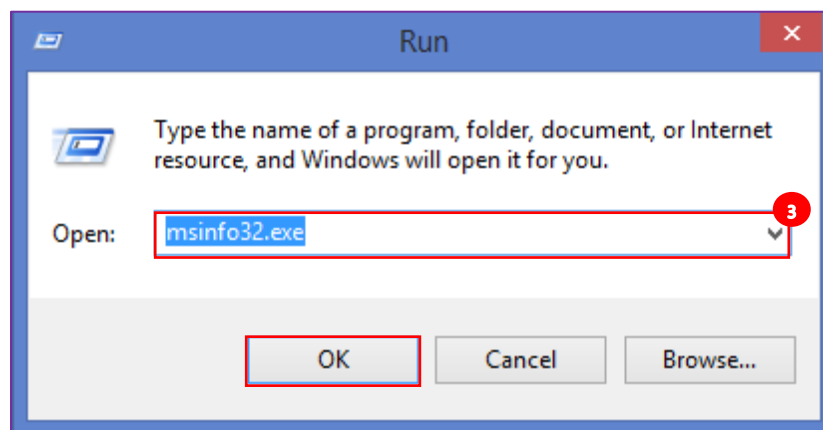 Run
Type the name of a program, folder, document, or Internet
resource, and Windows will open it for you.
3
Open: msinfo32.exe
OK Cancel Browse...